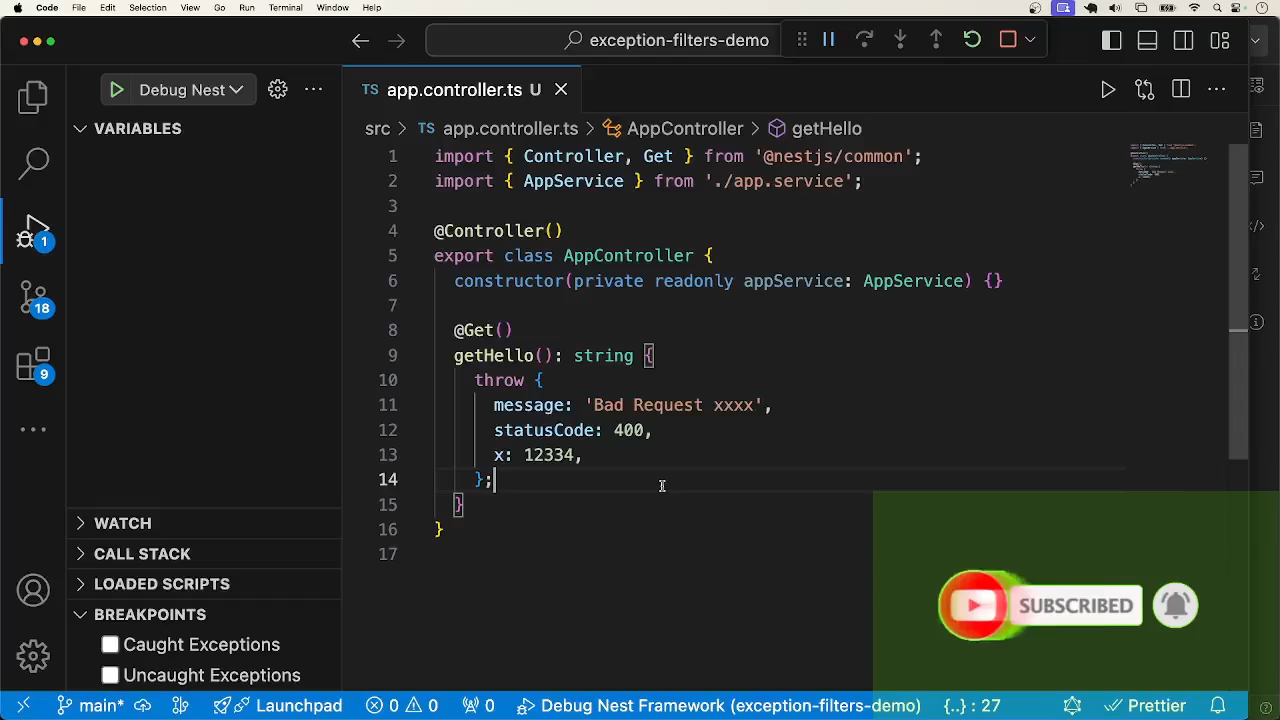 Code File Edit Selection View Go Run Terminal Window Help
exception-filters-demo
Debug Nest
TS app.controller.ts U
VARIABLES
src > TS app.controller.ts > AppController > getHello
1 import { Controller, Get } from '@nestjs/common';
2 import { AppService } from './app.service';
3
4 @Controller()
5 export class AppController {
6 constructor(private readonly appService: AppService) {}
7
8 @Get()
9 getHello(): string {
10 throw {
11 message: 'Bad Request xxxx',
12 statusCode: 400,
13 x: 12334,
14 };
15 }
16 }
17
1
18
9
WATCH
CALL STACK
LOADED SCRIPTS
BREAKPOINTS
Caught Exceptions
Uncaught Exceptions
SUBSCRIBED
main* Launchpad 0 0 0 Debug Nest Framework (exception-filters-demo) {..} : 27 Prettier